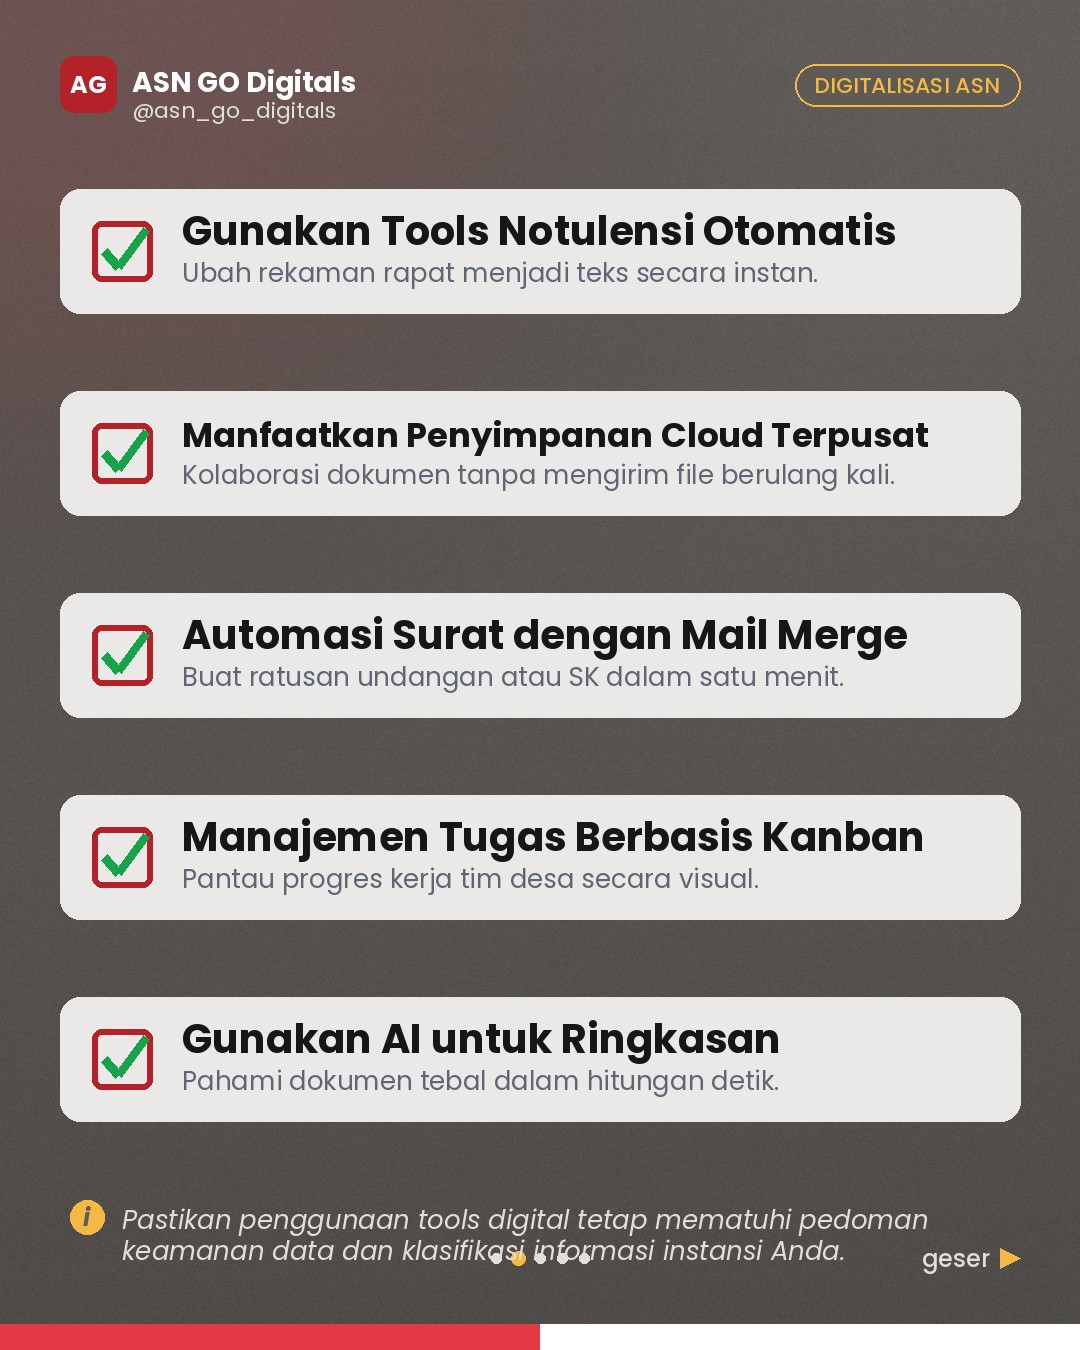 AG
ASN GO Digitals
@asn_go_digitals
DIGITALISASI ASN
Gunakan Tools Notulensi Otomatis
Ubah rekaman rapat menjadi teks secara instan.
Manfaatkan Penyimpanan Cloud Terpusat
Kolaborasi dokumen tanpa mengirim file berulang kali.
Automasi Surat dengan Mail Merge
Buat ratusan undangan atau SK dalam satu menit.
Manajemen Tugas Berbasis Kanban
Pantau progres kerja tim desa secara visual.
Gunakan AI untuk Ringkasan
Pahami dokumen tebal dalam hitungan detik.
i
Pastikan penggunaan tools digital tetap mematuhi pedoman
keamanan data dan klasifikasi informasi instansi Anda.
geser